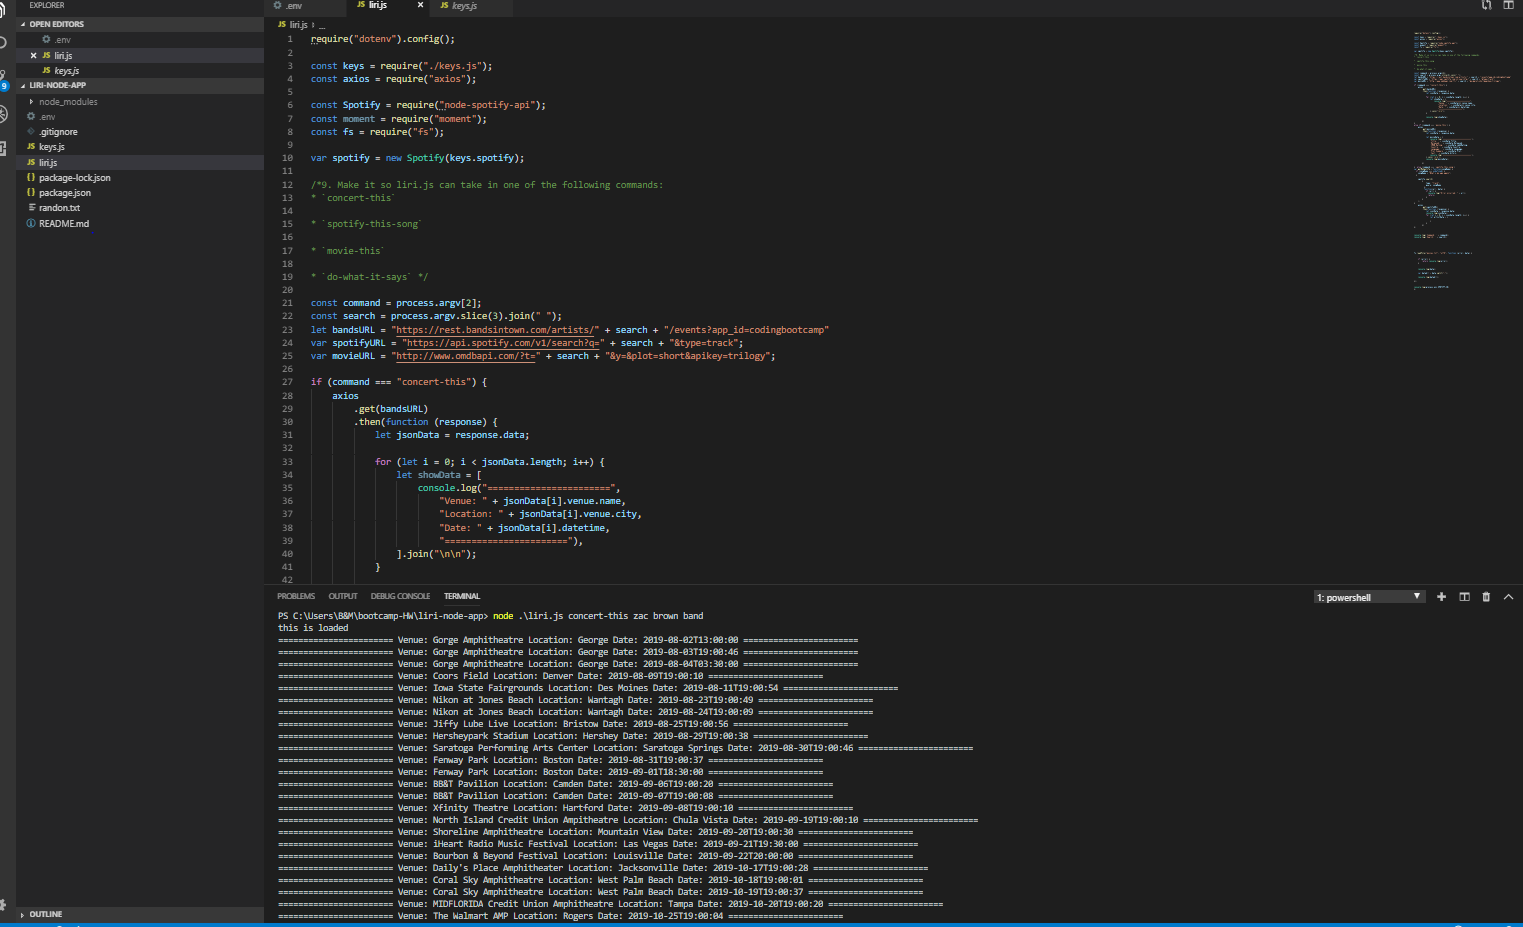 EXPLORER
OPEN EDITORS
.env
JS liri.js
JS keys.js
9
LIRI-NODE-APP
node_modules
.env
.gitignore
JS keys.js
JS liri.js
{} package-lock.json
{} package.json
randon.txt
README.md
OUTLINE
.env
JS liri.js ×
JS keys.js
JS liri.js › ...
1 require("dotenv").config();
2
3 const keys = require("./keys.js");
4 const axios = require("axios");
5
6 const Spotify = require("node-spotify-api");
7 const moment = require("moment");
8 const fs = require("fs");
9
10 var spotify = new Spotify(keys.spotify);
11
12 /*9. Make it so liri.js can take in one of the following commands:
13 * `concert-this`
14
15 * `spotify-this-song`
16
17 * `movie-this`
18
19 * `do-what-it-says` */
20
21 const command = process.argv[2];
22 const search = process.argv.slice(3).join(" ");
23 let bandsURL = "https://rest.bandsintown.com/artists/" + search + "/events?app_id=codingbootcamp"
24 var spotifyURL = "https://api.spotify.com/v1/search?q=" + search + "&type=track";
25 var movieURL = "http://www.omdbapi.com/?t=" + search + "&y=&plot=short&apikey=trilogy";
26
27 if (command === "concert-this") {
28 axios
29 .get(bandsURL)
30 .then(function (response) {
31 let jsonData = response.data;
32
33 for (let i = 0; i < jsonData.length; i++) {
34 let showData = [
35 console.log("=======================",
36 "Venue: " + jsonData[i].venue.name,
37 "Location: " + jsonData[i].venue.city,
38 "Date: " + jsonData[i].datetime,
39 "======================="),
40 ].join("\n\n");
41 }
42
PROBLEMS OUTPUT DEBUG CONSOLE TERMINAL
1: powershell
PS C:\Users\B&M\bootcamp-HW\liri-node-app> node .\liri.js concert-this zac brown band
this is loaded
======================= Venue: Gorge Amphitheatre Location: George Date: 2019-08-02T13:00:00 =======================
======================= Venue: Gorge Amphitheatre Location: George Date: 2019-08-03T19:00:46 =======================
======================= Venue: Gorge Amphitheatre Location: George Date: 2019-08-04T03:30:00 =======================
======================= Venue: Coors Field Location: Denver Date: 2019-08-09T19:00:10 =======================
======================= Venue: Iowa State Fairgrounds Location: Des Moines Date: 2019-08-11T19:00:54 =======================
======================= Venue: Nikon at Jones Beach Location: Wantagh Date: 2019-08-23T19:00:49 =======================
======================= Venue: Nikon at Jones Beach Location: Wantagh Date: 2019-08-24T19:00:09 =======================
======================= Venue: Jiffy Lube Live Location: Bristow Date: 2019-08-25T19:00:56 =======================
======================= Venue: Hersheypark Stadium Location: Hershey Date: 2019-08-29T19:00:38 =======================
======================= Venue: Saratoga Performing Arts Center Location: Saratoga Springs Date: 2019-08-30T19:00:46 =======================
======================= Venue: Fenway Park Location: Boston Date: 2019-08-31T19:00:37 =======================
======================= Venue: Fenway Park Location: Boston Date: 2019-09-01T18:30:00 =======================
======================= Venue: BB&T Pavilion Location: Camden Date: 2019-09-06T19:00:20 =======================
======================= Venue: BB&T Pavilion Location: Camden Date: 2019-09-07T19:00:08 =======================
======================= Venue: Xfinity Theatre Location: Hartford Date: 2019-09-08T19:00:10 =======================
======================= Venue: North Island Credit Union Ampitheatre Location: Chula Vista Date: 2019-09-19T19:00:10 =======================
======================= Venue: Shoreline Amphitheatre Location: Mountain View Date: 2019-09-20T19:00:30 =======================
======================= Venue: iHeart Radio Music Festival Location: Las Vegas Date: 2019-09-21T19:30:00 =======================
======================= Venue: Bourbon & Beyond Festival Location: Louisville Date: 2019-09-22T20:00:00 =======================
======================= Venue: Daily's Place Amphitheater Location: Jacksonville Date: 2019-10-17T19:00:28 =======================
======================= Venue: Coral Sky Amphitheatre Location: West Palm Beach Date: 2019-10-18T19:00:01 =======================
======================= Venue: Coral Sky Amphitheatre Location: West Palm Beach Date: 2019-10-19T19:00:37 =======================
======================= Venue: MIDFLORIDA Credit Union Amphitheatre Location: Tampa Date: 2019-10-20T19:00:20 =======================
======================= Venue: The Walmart AMP Location: Rogers Date: 2019-10-25T19:00:04 =======================